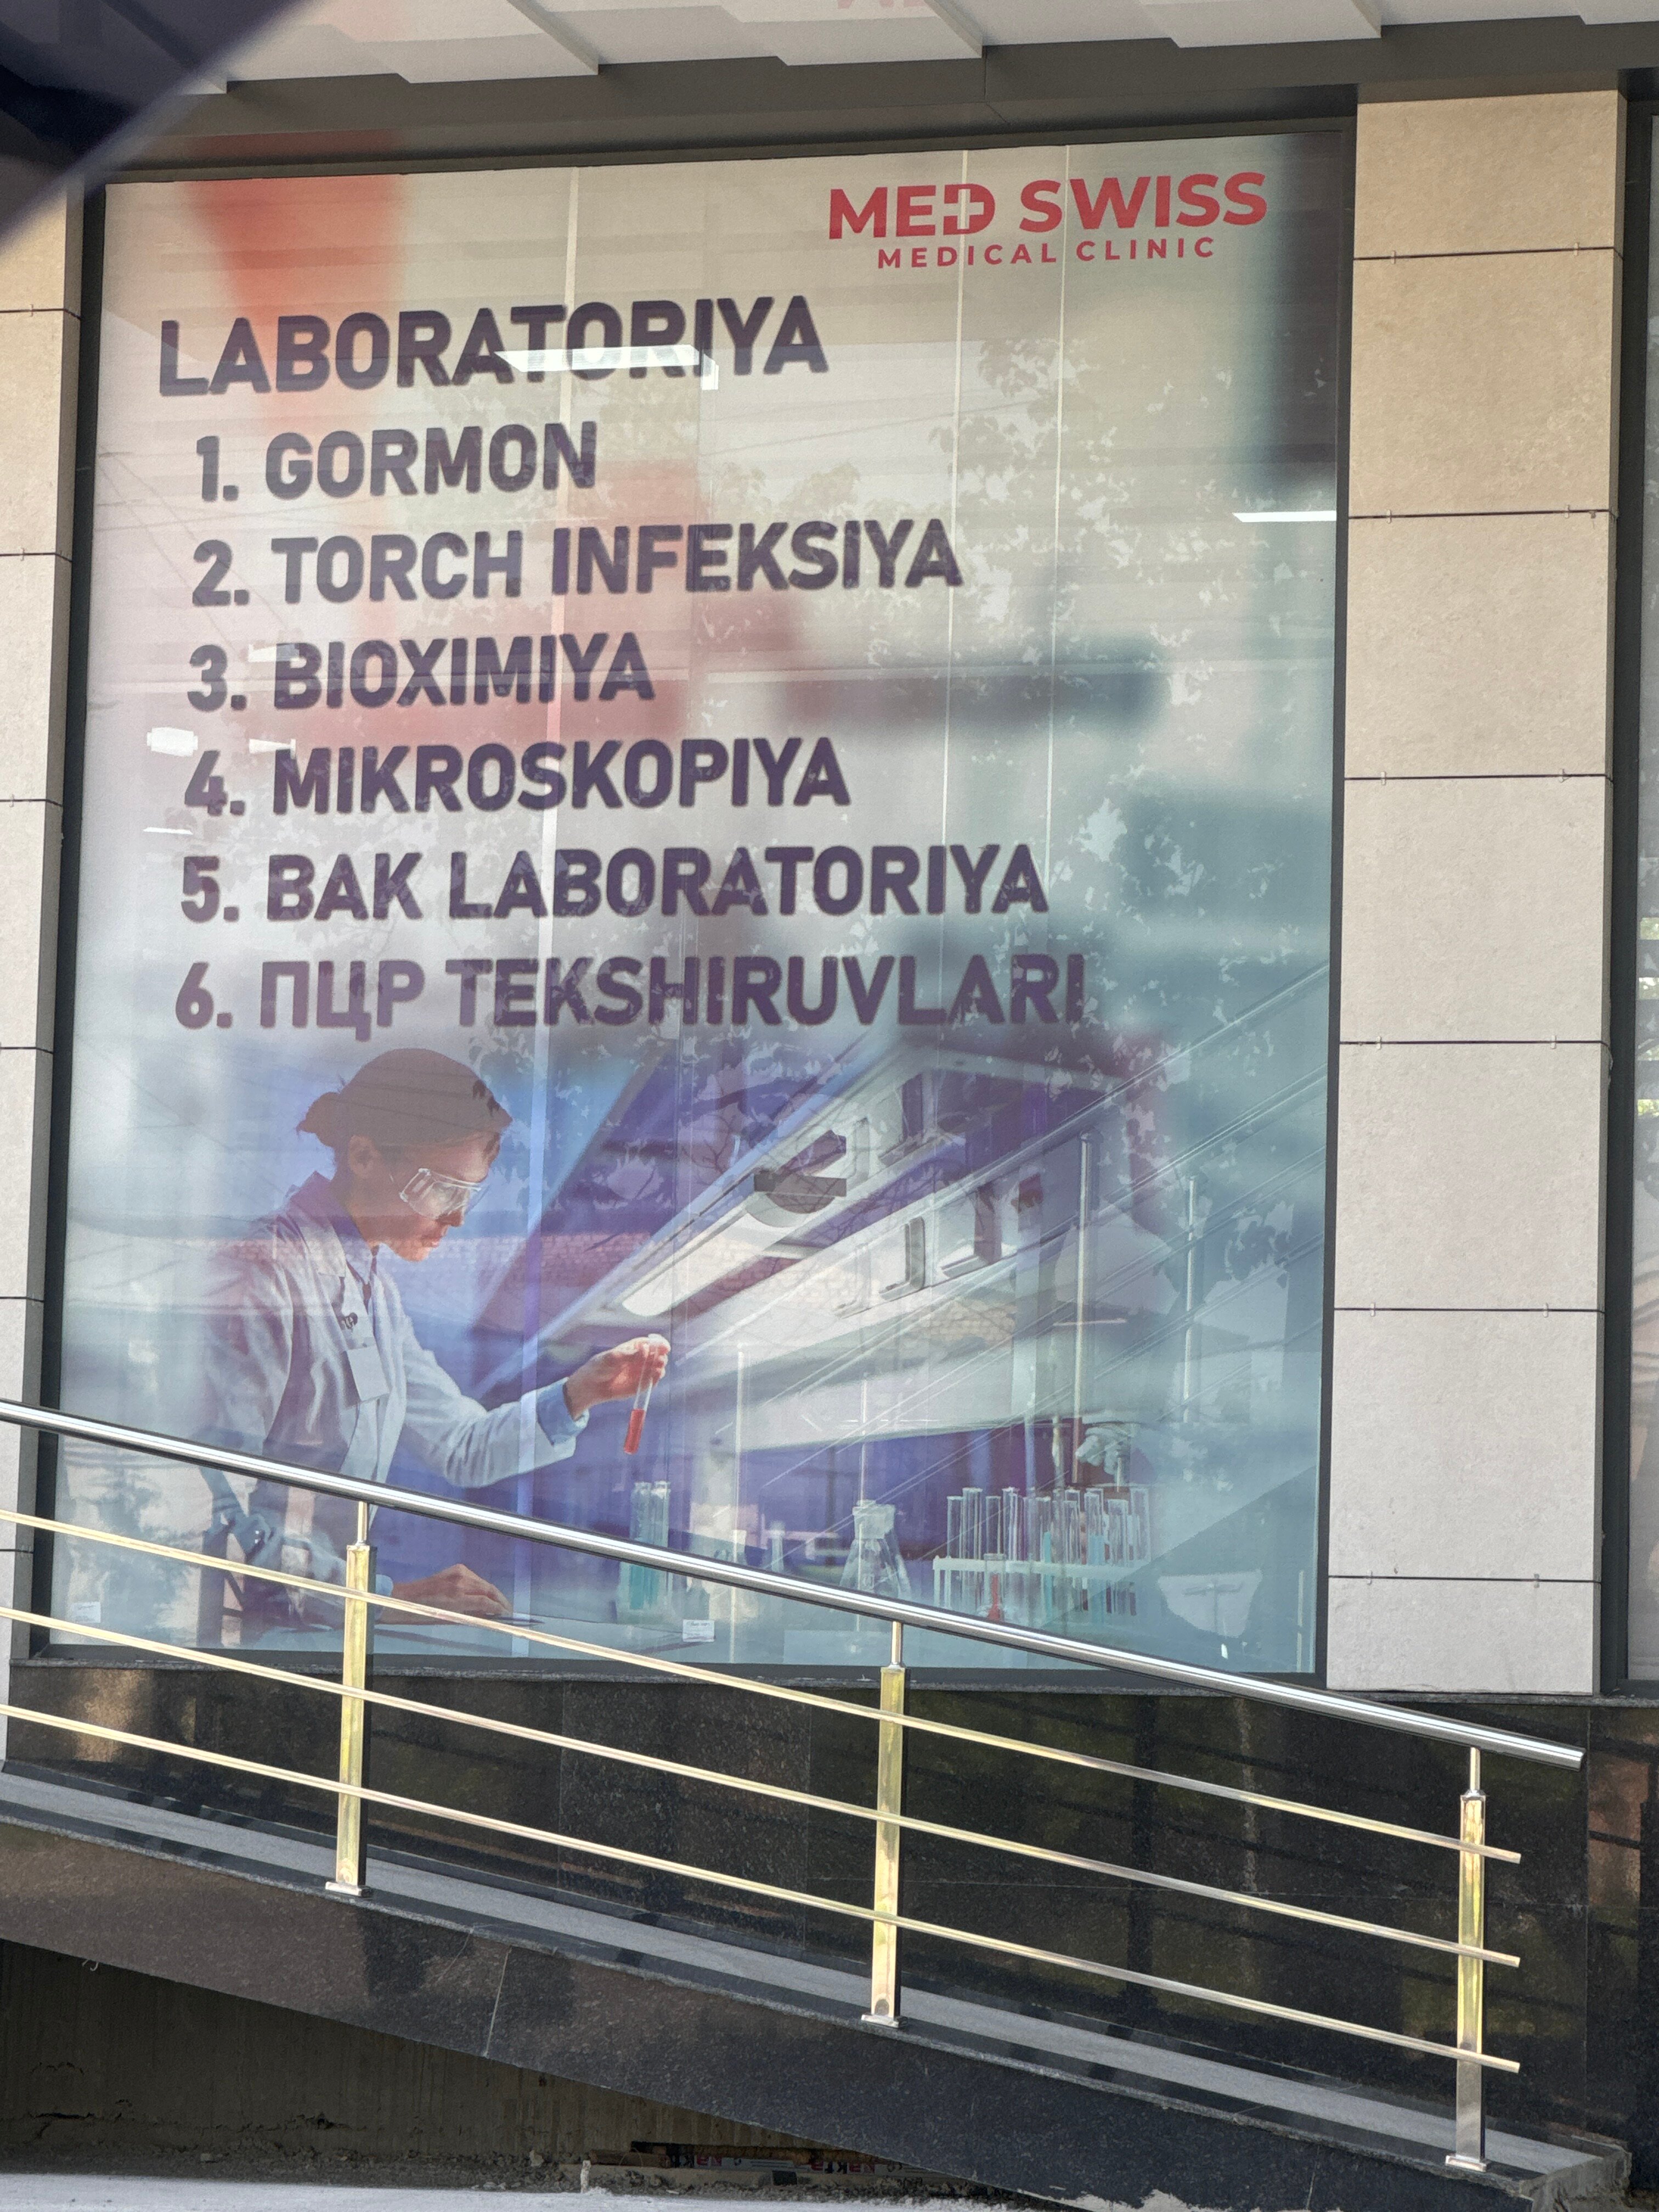 MED SWISS
MEDICAL CLINIC
LABORATORIYA
1. GORMON
2. TORCH INFEKSIYA
3. BIOXIMIYA
4. MIKROSKOPIYA
5. BAK LABORATORIYA
6. ПЦР TEKSHIRUVLARI